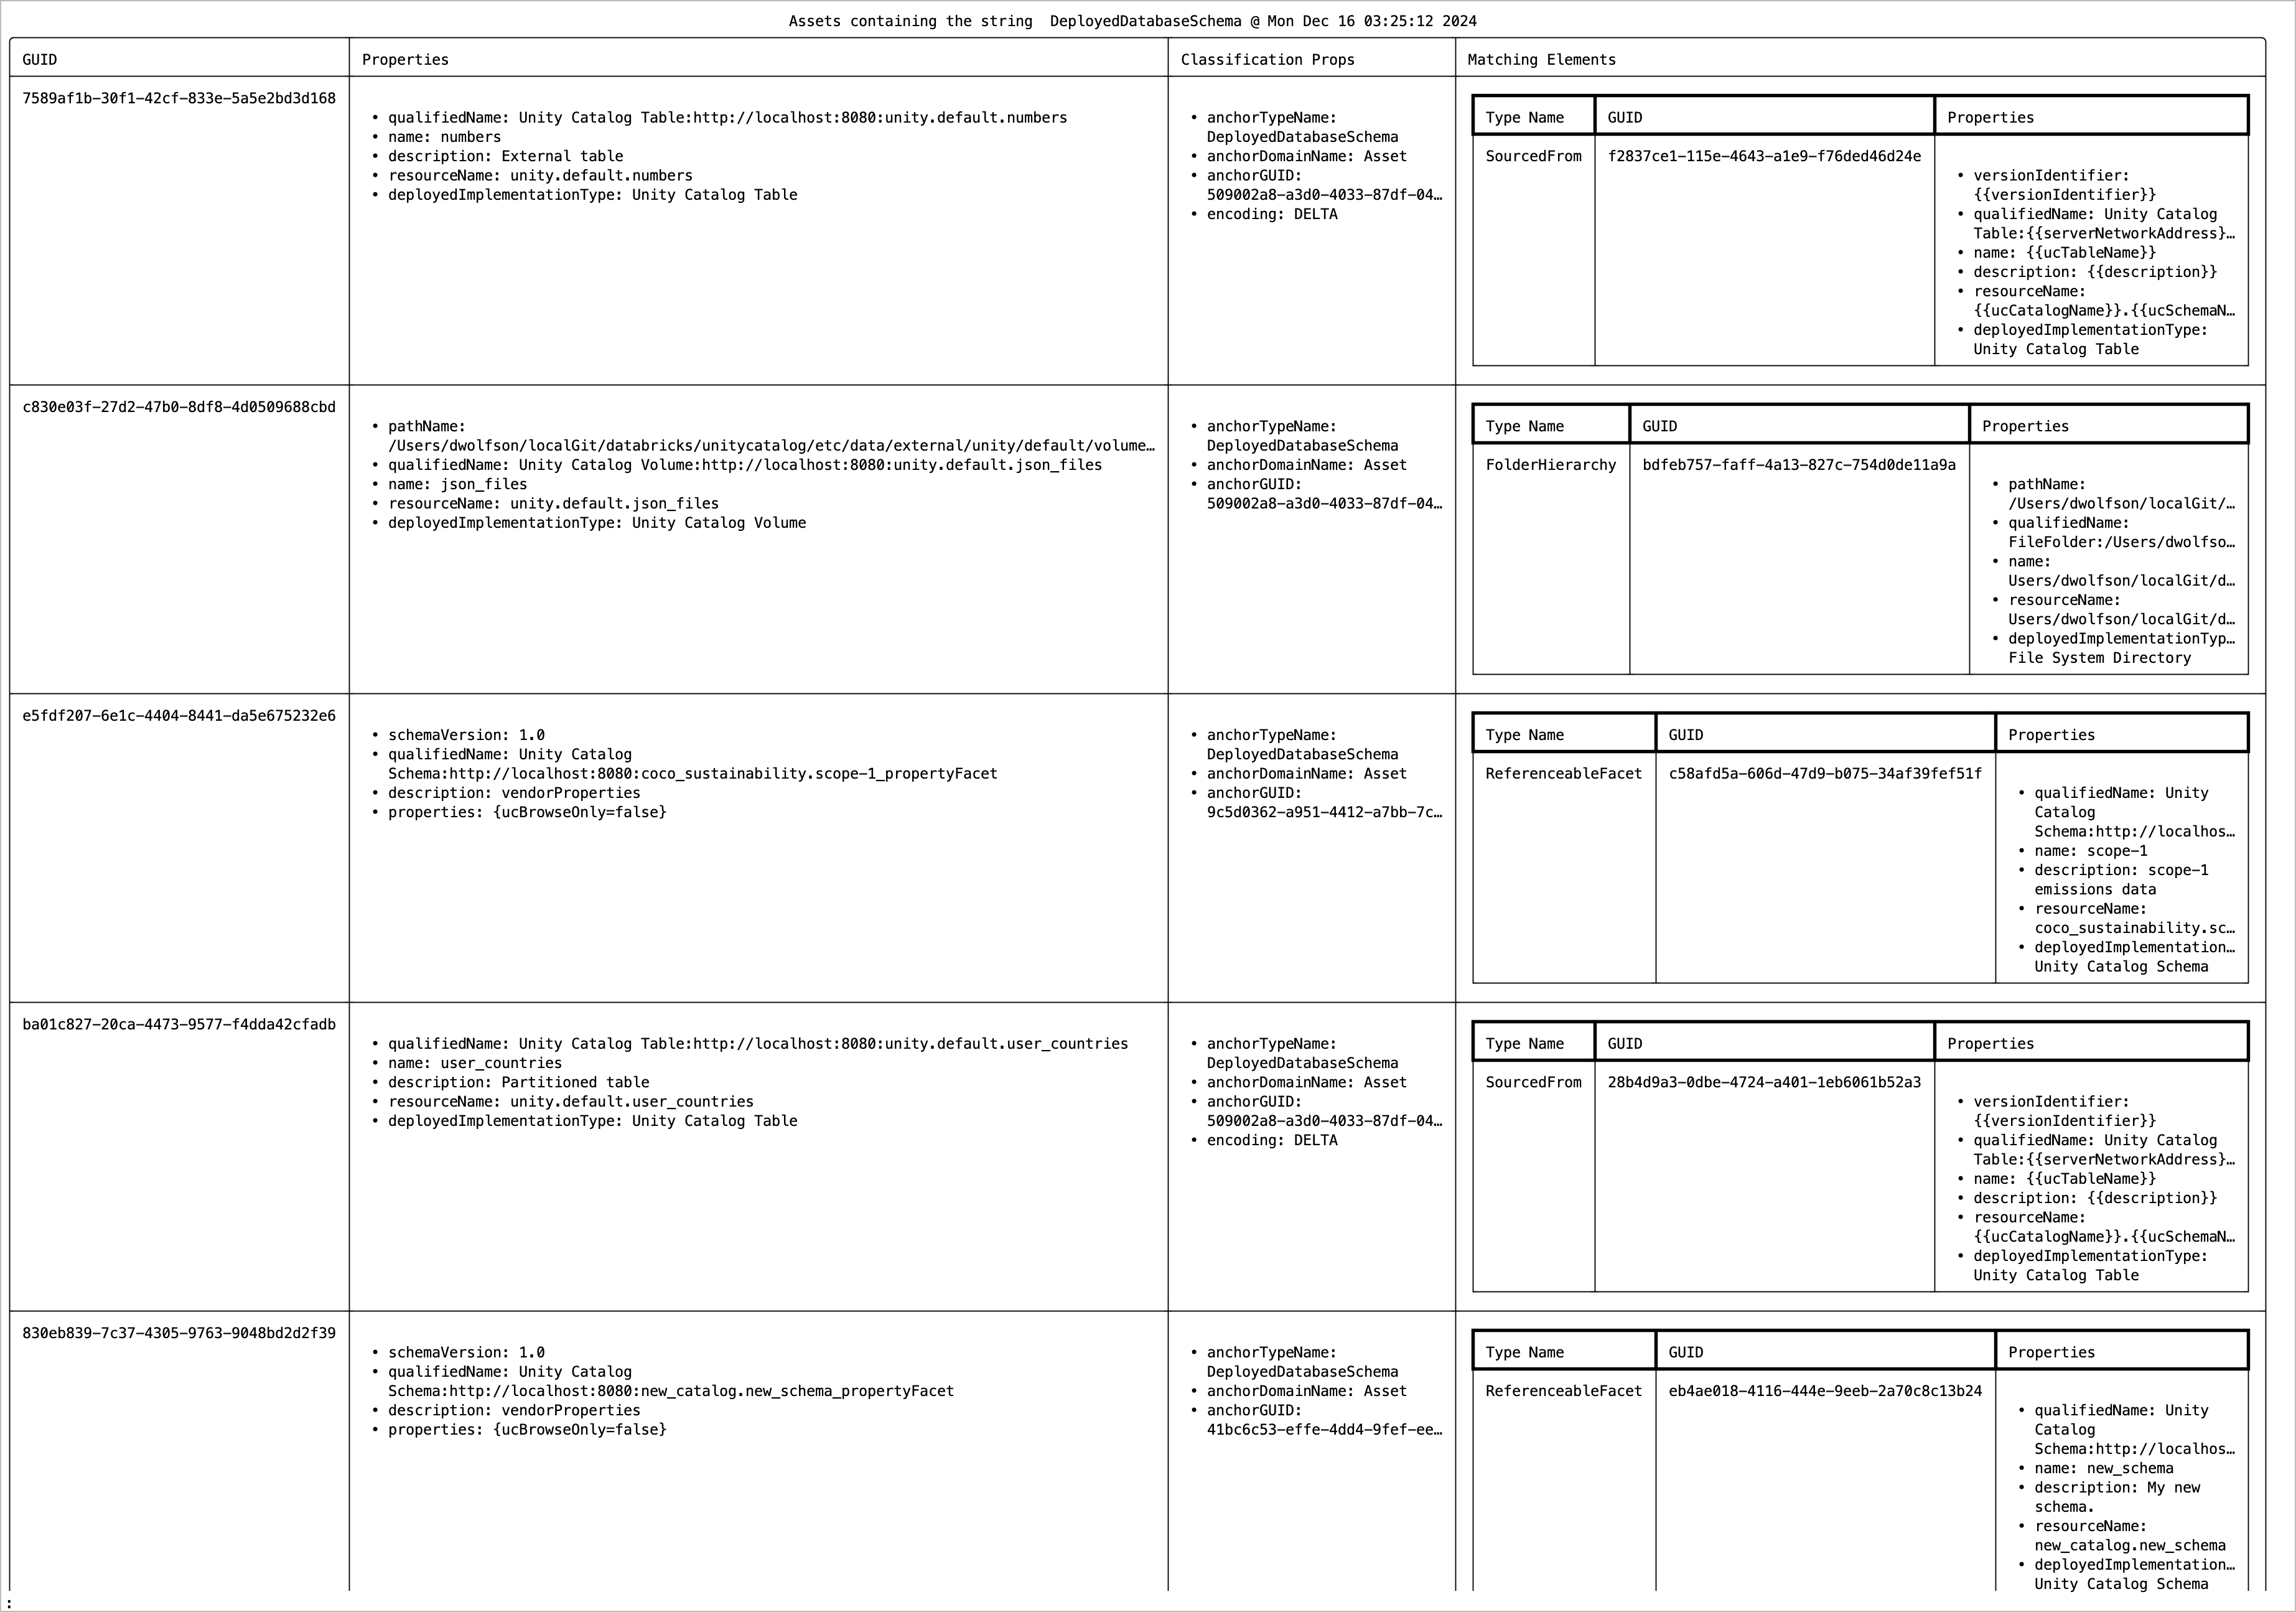 Assets containing the string  DeployedDatabaseSchema @ Mon Dec 16 03:25:12 2024
GUID
Properties
Classification Props
Matching Elements
7589af1b-30f1-42cf-833e-5a5e2bd3d168
• qualifiedName: Unity Catalog Table:http://localhost:8080:unity.default.numbers
• name: numbers
• description: External table
• resourceName: unity.default.numbers
• deployedImplementationType: Unity Catalog Table
• anchorTypeName:
DeployedDatabaseSchema
• anchorDomainName: Asset
• anchorGUID:
509002a8-a3d0-4033-87df-04…
• encoding: DELTA
Type Name
GUID
Properties
SourcedFrom
f2837ce1-115e-4643-a1e9-f76ded46d24e
• versionIdentifier:
{{versionIdentifier}}
• qualifiedName: Unity Catalog
Table:{{serverNetworkAddress}…
• name: {{ucTableName}}
• description: {{description}}
• resourceName:
{{ucCatalogName}}.{{ucSchemaN…
• deployedImplementationType:
Unity Catalog Table
c830e03f-27d2-47b0-8df8-4d0509688cbd
• pathName:
/Users/dwolfson/localGit/databricks/unitycatalog/etc/data/external/unity/default/volume…
• qualifiedName: Unity Catalog Volume:http://localhost:8080:unity.default.json_files
• name: json_files
• resourceName: unity.default.json_files
• deployedImplementationType: Unity Catalog Volume
• anchorTypeName:
DeployedDatabaseSchema
• anchorDomainName: Asset
• anchorGUID:
509002a8-a3d0-4033-87df-04…
Type Name
GUID
Properties
FolderHierarchy
bdfeb757-faff-4a13-827c-754d0de11a9a
• pathName:
/Users/dwolfson/localGit/…
• qualifiedName:
FileFolder:/Users/dwolfso…
• name:
Users/dwolfson/localGit/d…
• resourceName:
Users/dwolfson/localGit/d…
• deployedImplementationTyp…
File System Directory
e5fdf207-6e1c-4404-8441-da5e675232e6
• schemaVersion: 1.0
• qualifiedName: Unity Catalog
Schema:http://localhost:8080:coco_sustainability.scope-1_propertyFacet
• description: vendorProperties
• properties: {ucBrowseOnly=false}
• anchorTypeName:
DeployedDatabaseSchema
• anchorDomainName: Asset
• anchorGUID:
9c5d0362-a951-4412-a7bb-7c…
Type Name
GUID
Properties
ReferenceableFacet
c58afd5a-606d-47d9-b075-34af39fef51f
• qualifiedName: Unity
Catalog
Schema:http://localhos…
• name: scope-1
• description: scope-1
emissions data
• resourceName:
coco_sustainability.sc…
• deployedImplementation…
Unity Catalog Schema
ba01c827-20ca-4473-9577-f4dda42cfadb
• qualifiedName: Unity Catalog Table:http://localhost:8080:unity.default.user_countries
• name: user_countries
• description: Partitioned table
• resourceName: unity.default.user_countries
• deployedImplementationType: Unity Catalog Table
• anchorTypeName:
DeployedDatabaseSchema
• anchorDomainName: Asset
• anchorGUID:
509002a8-a3d0-4033-87df-04…
• encoding: DELTA
Type Name
GUID
Properties
SourcedFrom
28b4d9a3-0dbe-4724-a401-1eb6061b52a3
• versionIdentifier:
{{versionIdentifier}}
• qualifiedName: Unity Catalog
Table:{{serverNetworkAddress}…
• name: {{ucTableName}}
• description: {{description}}
• resourceName:
{{ucCatalogName}}.{{ucSchemaN…
• deployedImplementationType:
Unity Catalog Table
830eb839-7c37-4305-9763-9048bd2d2f39
• schemaVersion: 1.0
• qualifiedName: Unity Catalog
Schema:http://localhost:8080:new_catalog.new_schema_propertyFacet
• description: vendorProperties
• properties: {ucBrowseOnly=false}
• anchorTypeName:
DeployedDatabaseSchema
• anchorDomainName: Asset
• anchorGUID:
41bc6c53-effe-4dd4-9fef-ee…
Type Name
GUID
Properties
ReferenceableFacet
eb4ae018-4116-444e-9eeb-2a70c8c13b24
• qualifiedName: Unity
Catalog
Schema:http://localhos…
• name: new_schema
• description: My new
schema.
• resourceName:
new_catalog.new_schema
• deployedImplementation…
Unity Catalog Schema
: